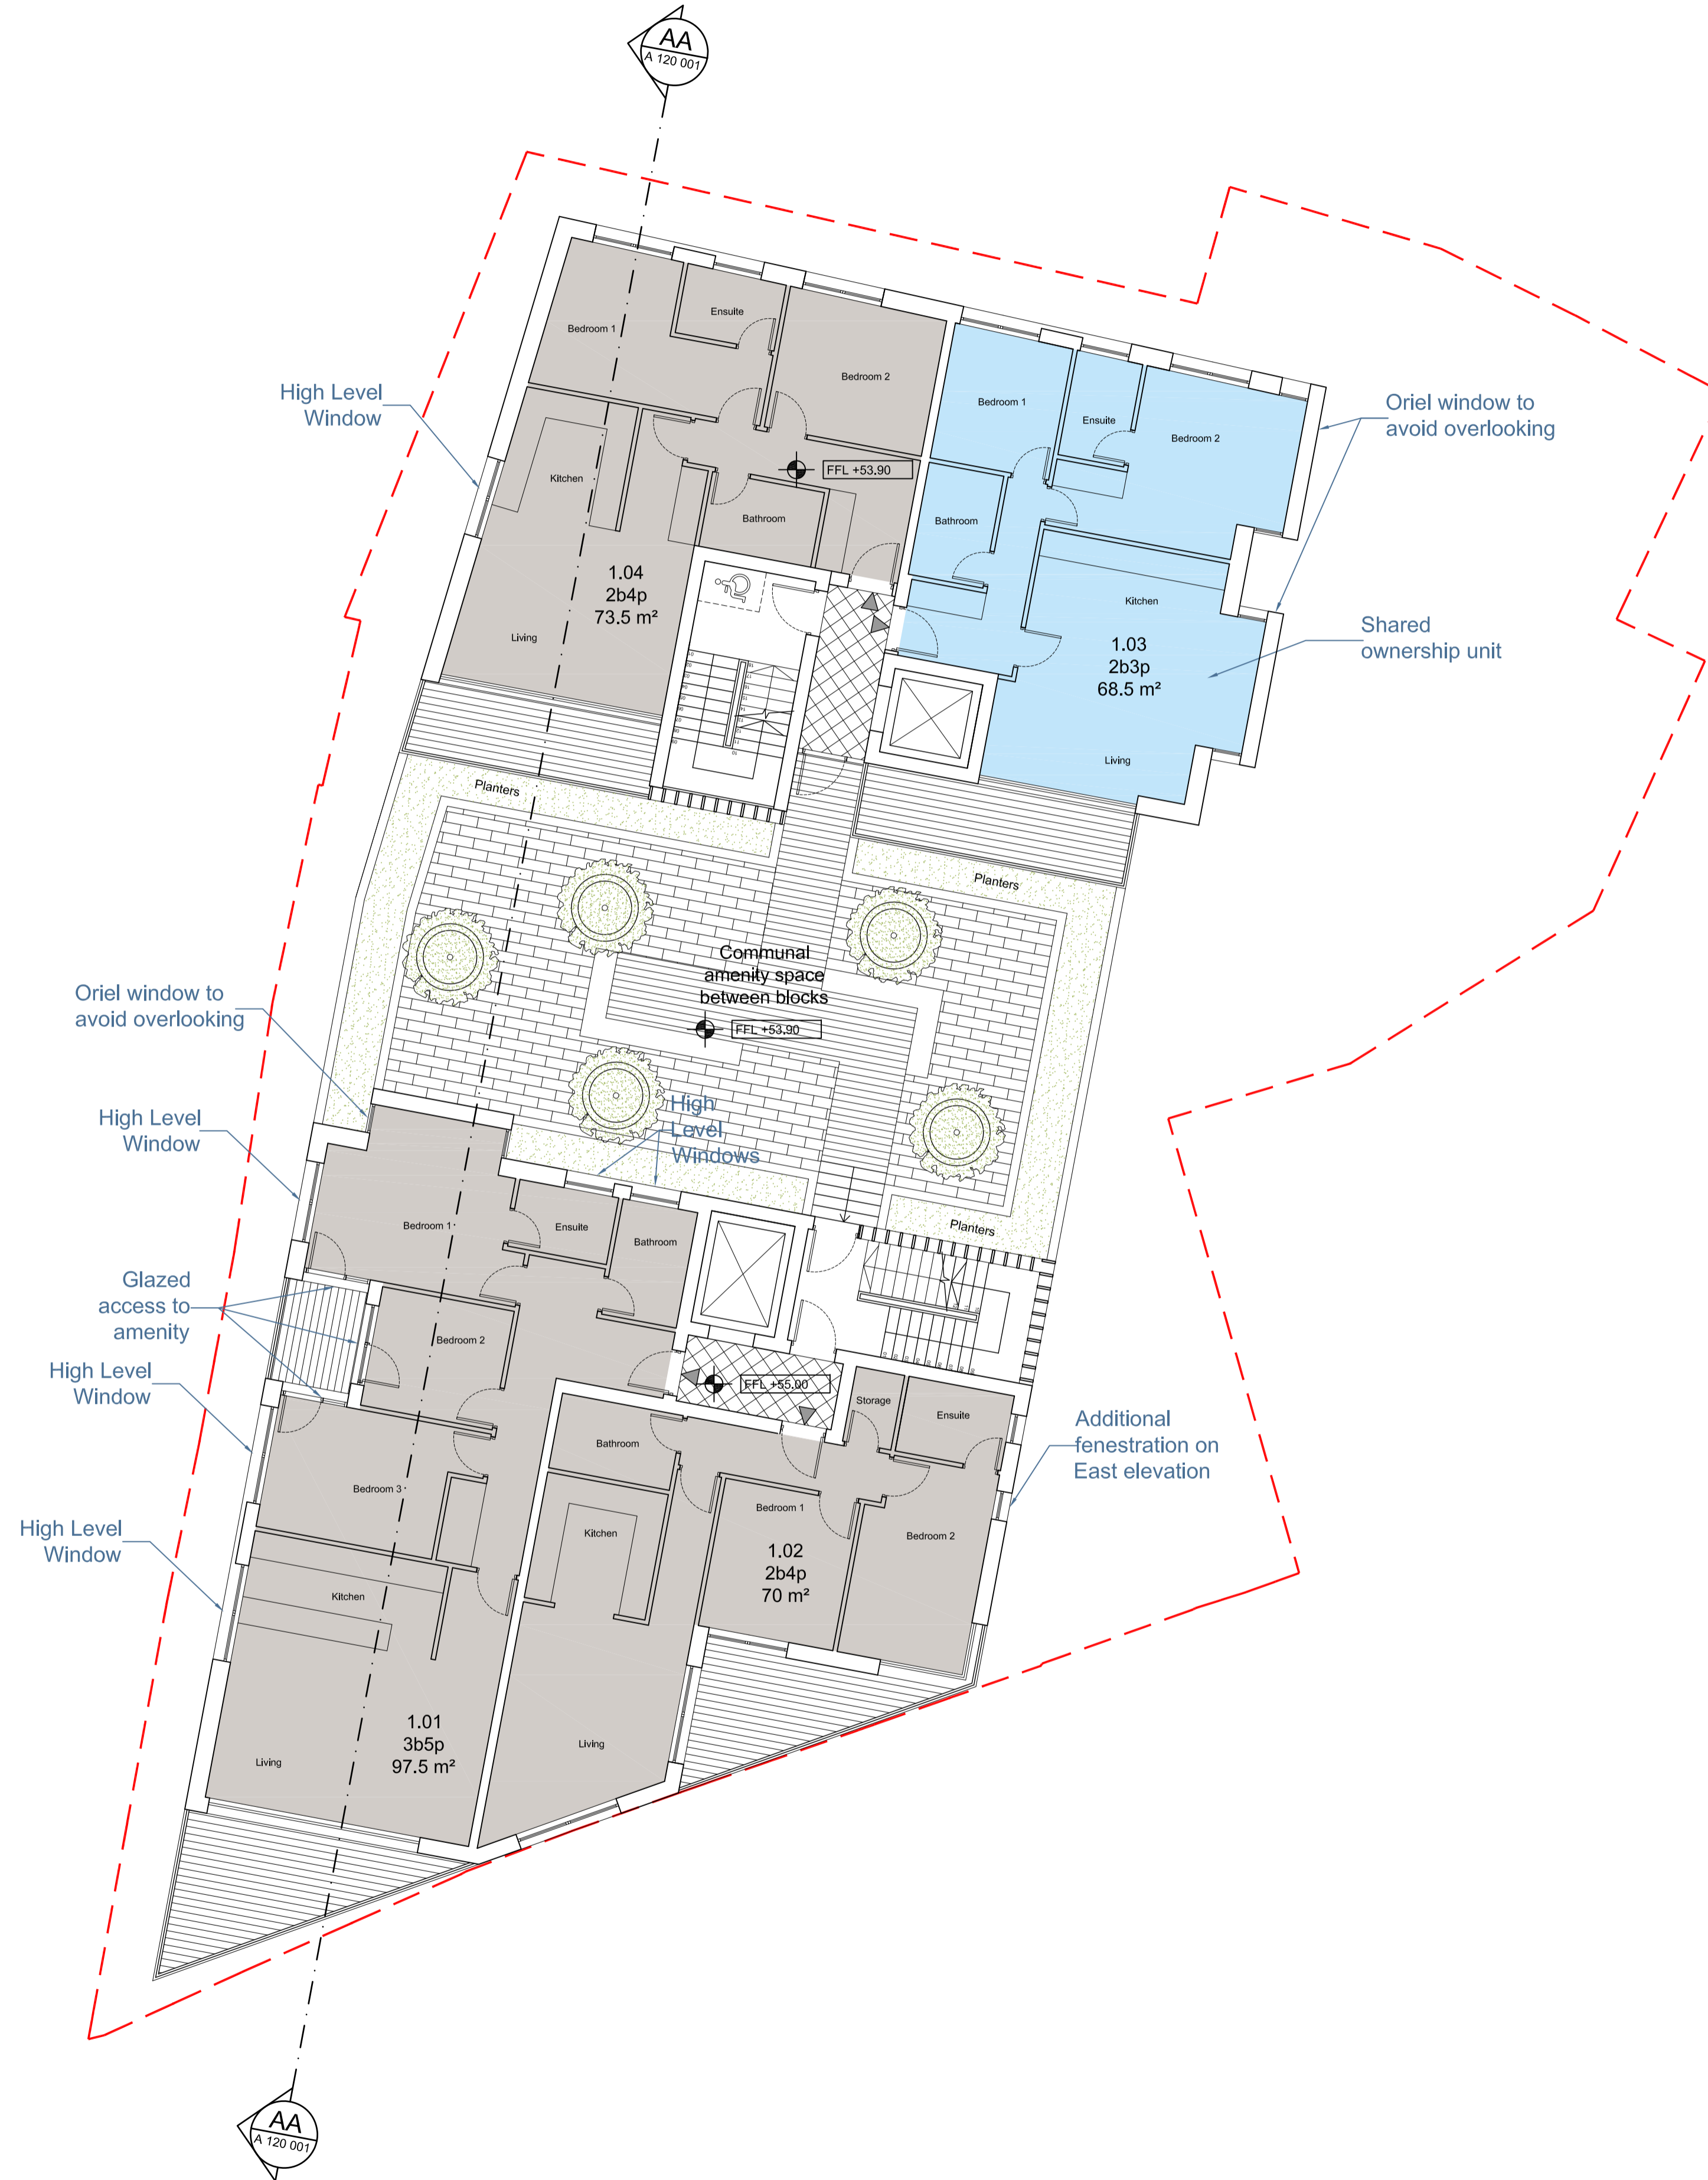 AA
A 120 001
Bedroom 1
Ensuite
Bedroom 2
High Level
Window
Kitchen
FFL +53.90
Bathroom
1.04
2b4p
73.5 m²
Living
Bedroom 1
Ensuite
Bedroom 2
Oriel window to
avoid overlooking
Bathroom
Kitchen
Shared
ownership unit
1.03
2b3p
68.5 m²
Living
Planters
Planters
Communal
amenity space
between blocks
FFL +53.90
Oriel window to
avoid overlooking
High Level
Window
High
Level
Windows
Planters
Bedroom 1
Ensuite
Bathroom
Glazed
access to
amenity
Bedroom 2
High Level
Window
FFL +55.00
Storage
Ensuite
Additional
fenestration on
East elevation
Bathroom
Bedroom 3
Kitchen
Bedroom 1
Bedroom 2
High Level
Window
1.02
2b4p
70 m²
Kitchen
1.01
3b5p
97.5 m²
Living
Living
AA
A 120 001